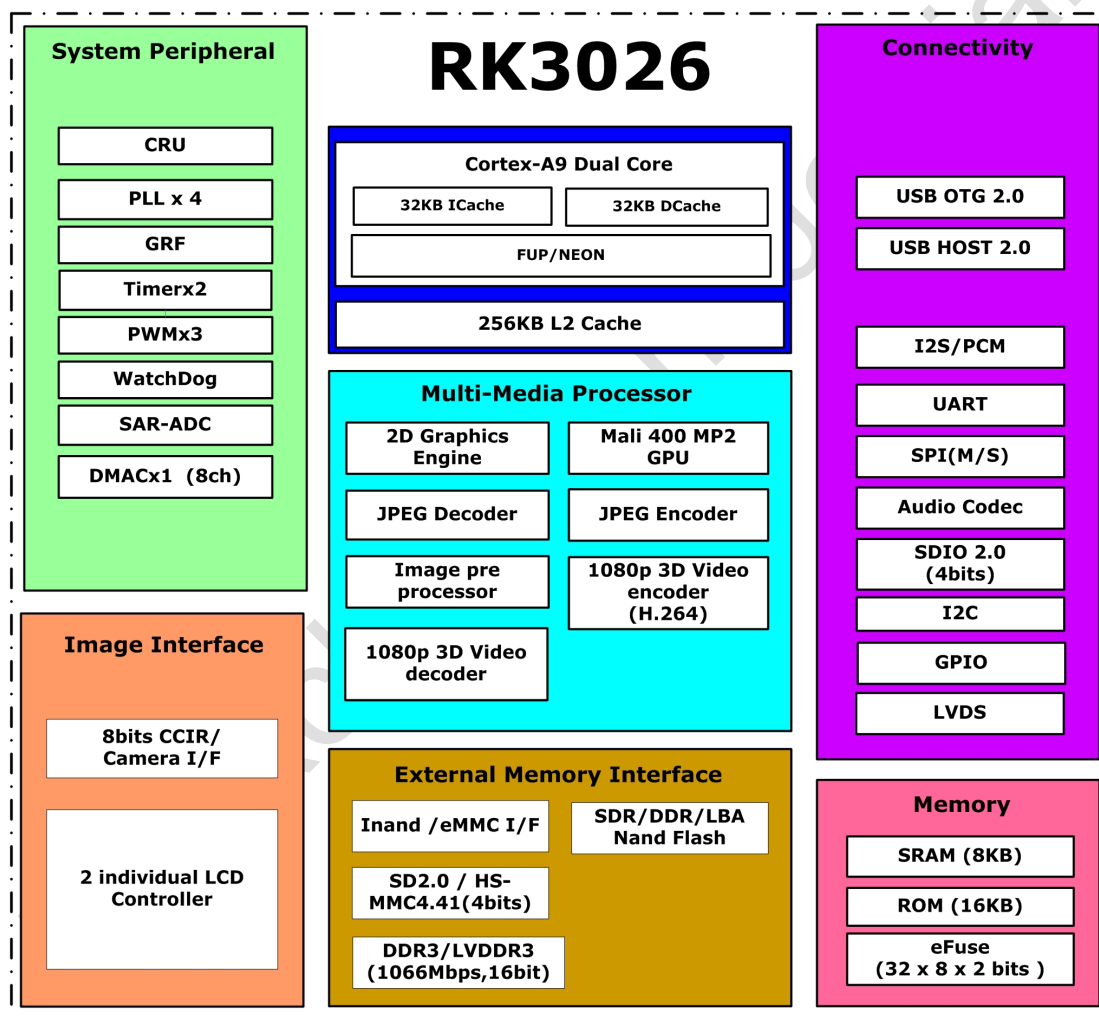 RK3026
System Peripheral
CRU
PLL x 4
GRF
Timerx2
PWMx3
WatchDog
SAR-ADC
DMACx1 (8ch)
Image Interface
8bits CCIR/
Camera I/F
2 individual LCD
Controller
Cortex-A9 Dual Core
32KB ICache
32KB DCache
FUP/NEON
256KB L2 Cache
Multi-Media Processor
2D Graphics
Engine
Mali 400 MP2
GPU
JPEG Decoder
JPEG Encoder
Image pre
processor
1080p 3D Video
encoder
(H.264)
1080p 3D Video
decoder
External Memory Interface
Inand /eMMC I/F
SDR/DDR/LBA
Nand Flash
SD2.0 / HS-
MMC4.41(4bits)
DDR3/LVDDR3
(1066Mbps,16bit)
Connectivity
USB OTG 2.0
USB HOST 2.0
I2S/PCM
UART
SPI(M/S)
Audio Codec
SDIO 2.0
(4bits)
I2C
GPIO
LVDS
Memory
SRAM (8KB)
ROM (16KB)
eFuse
(32 x 8 x 2 bits )